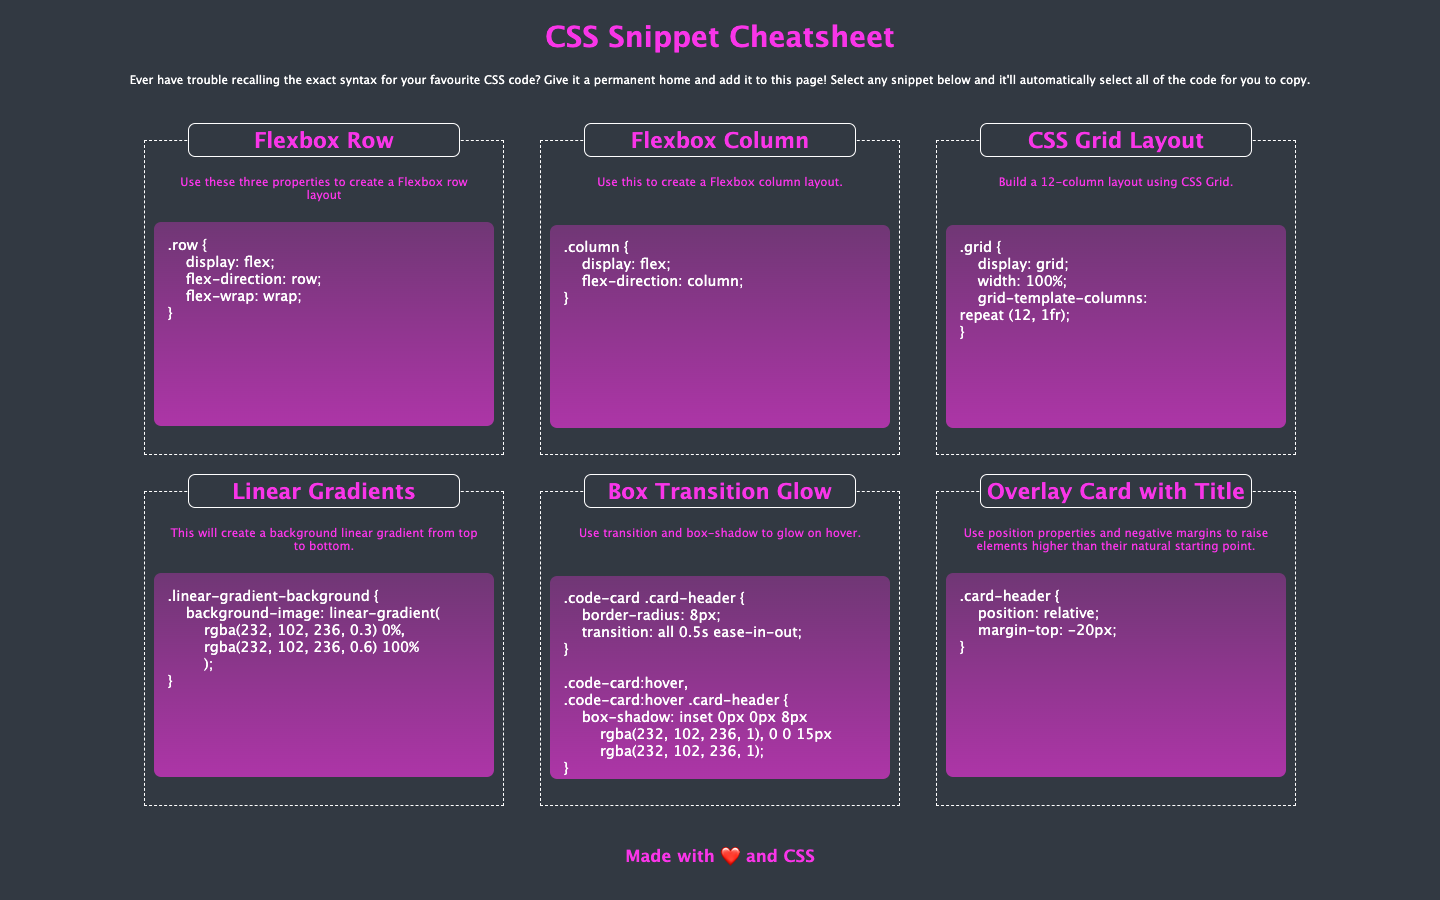 CSS Snippet Cheatsheet
Ever have trouble recalling the exact syntax for your favourite CSS code? Give it a permanent home and add it to this page! Select any snippet below and it'll automatically select all of the code for you to copy.
Flexbox Row
Use these three properties to create a Flexbox row
layout
.row {
display: flex;
flex-direction: row;
flex-wrap: wrap;
}
Flexbox Column
Use this to create a Flexbox column layout.
.column {
display: flex;
flex-direction: column;
}
CSS Grid Layout
Build a 12-column layout using CSS Grid.
.grid {
display: grid;
width: 100%;
grid-template-columns:
repeat (12, 1fr);
}
Linear Gradients
This will create a background linear gradient from top
to bottom.
.linear-gradient-background {
background-image: linear-gradient(
rgba(232, 102, 236, 0.3) 0%,
rgba(232, 102, 236, 0.6) 100%
);
}
Box Transition Glow
Use transition and box-shadow to glow on hover.
.code-card .card-header {
border-radius: 8px;
transition: all 0.5s ease-in-out;
}
.code-card:hover,
.code-card:hover .card-header {
box-shadow: inset 0px 0px 8px
rgba(232, 102, 236, 1), 0 0 15px
rgba(232, 102, 236, 1);
}
Overlay Card with Title
Use position properties and negative margins to raise
elements higher than their natural starting point.
.card-header {
position: relative;
margin-top: -20px;
}
Made with ❤️ and CSS